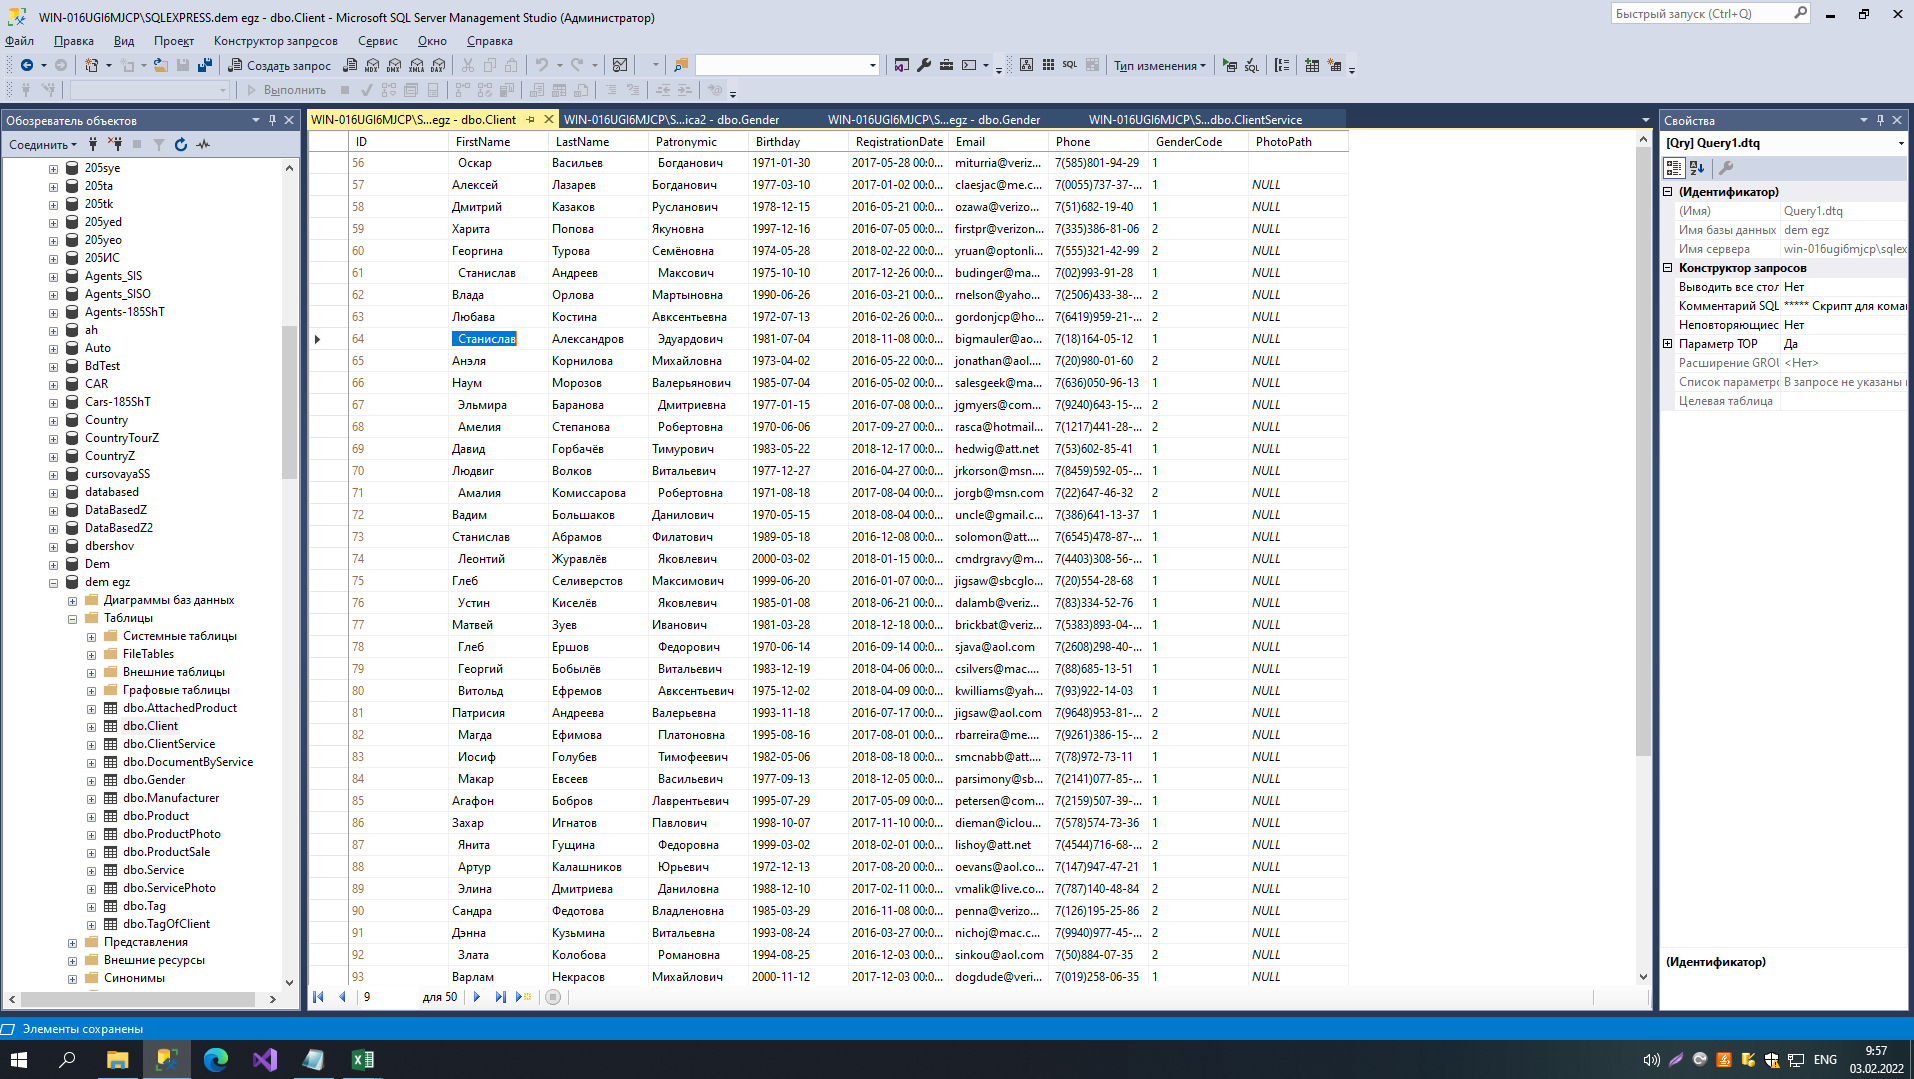 WIN-016UGI6MJCP\SQLEXPRESS.dem egz - dbo.Client - Microsoft SQL Server Management Studio (Администратор)
Быстрый запуск (Ctrl+Q)
Файл Правка Вид Проект Конструктор запросов Сервис Окно Справка
Создать запрос
MDX DMX XMLA DAX
SQL
Тип изменения
Выполнить
Обозреватель объектов
Соединить
205sye
205ta
205tk
205yed
205yeo
205ИС
Agents_SIS
Agents_SISO
Agents-185ShT
ah
Auto
BdTest
CAR
Cars-185ShT
Country
CountryTourZ
CountryZ
cursovayaSS
databased
DataBasedZ
DataBasedZ2
dbershov
Dem
dem egz
Диаграммы баз данных
Таблицы
Системные таблицы
FileTables
Внешние таблицы
Графовые таблицы
dbo.AttachedProduct
dbo.Client
dbo.ClientService
dbo.DocumentByService
dbo.Gender
dbo.Manufacturer
dbo.Product
dbo.ProductPhoto
dbo.ProductSale
dbo.Service
dbo.ServicePhoto
dbo.Tag
dbo.TagOfClient
Представления
Внешние ресурсы
Синонимы
WIN-016UGI6MJCP\S...egz - dbo.Client WIN-016UGI6MJCP\S...ica2 - dbo.Gender WIN-016UGI6MJCP\S...egz - dbo.Gender WIN-016UGI6MJCP\S...dbo.ClientService
ID FirstName LastName Patronymic Birthday RegistrationDate Email Phone GenderCode PhotoPath
56 Оскар Васильев Богданович 1971-01-30 2017-05-28 00:0... miturria@veriz... 7(585)801-94-29 1
57 Алексей Лазарев Богданович 1977-03-10 2017-01-02 00:0... claesjac@me.c... 7(0055)737-37-... 1 NULL
58 Дмитрий Казаков Русланович 1978-12-15 2016-05-21 00:0... ozawa@verizo... 7(51)682-19-40 1 NULL
59 Харита Попова Якуновна 1997-12-16 2016-07-05 00:0... firstpr@verizon... 7(335)386-81-06 2 NULL
60 Георгина Турова Семёновна 1974-05-28 2018-02-22 00:0... yruan@optonli... 7(555)321-42-99 2 NULL
61 Станислав Андреев Максович 1975-10-10 2017-12-26 00:0... budinger@ma... 7(02)993-91-28 1 NULL
62 Влада Орлова Мартыновна 1990-06-26 2016-03-21 00:0... rnelson@yaho... 7(2506)433-38-... 2 NULL
63 Любава Костина Авксентьевна 1972-07-13 2016-02-26 00:0... gordonjcp@ho... 7(6419)959-21-... 2 NULL
64 Станислав Александров Эдуардович 1981-07-04 2018-11-08 00:0... bigmauler@ao... 7(18)164-05-12 1 NULL
65 Анэля Корнилова Михайловна 1973-04-02 2016-05-22 00:0... jonathan@aol.... 7(20)980-01-60 2 NULL
66 Наум Морозов Валерьянович 1985-07-04 2016-05-02 00:0... salesgeek@ma... 7(636)050-96-13 1 NULL
67 Эльмира Баранова Дмитриевна 1977-01-15 2016-07-08 00:0... jgmyers@com... 7(9240)643-15-... 2 NULL
68 Амелия Степанова Робертовна 1970-06-06 2017-09-27 00:0... rasca@hotmail... 7(1217)441-28-... 2 NULL
69 Давид Горбачёв Тимурович 1983-05-22 2018-12-17 00:0... hedwig@att.net 7(53)602-85-41 1 NULL
70 Людвиг Волков Витальевич 1977-12-27 2016-04-27 00:0... jrkorson@msn.... 7(8459)592-05-... 1 NULL
71 Амалия Комиссарова Робертовна 1971-08-18 2017-08-04 00:0... jorgb@msn.com 7(22)647-46-32 2 NULL
72 Вадим Большаков Данилович 1970-05-15 2018-08-04 00:0... uncle@gmail.c... 7(386)641-13-37 1 NULL
73 Станислав Абрамов Филатович 1989-05-18 2016-12-08 00:0... solomon@att.... 7(6545)478-87-... 1 NULL
74 Леонтий Журавлёв Яковлевич 2000-03-02 2018-01-15 00:0... cmdrgravy@m... 7(4403)308-56-... 1 NULL
75 Глеб Селиверстов Максимович 1999-06-20 2016-01-07 00:0... jigsaw@sbcglo... 7(20)554-28-68 1 NULL
76 Устин Киселёв Яковлевич 1985-01-08 2018-06-21 00:0... dalamb@veriz... 7(83)334-52-76 1 NULL
77 Матвей Зуев Иванович 1981-03-28 2018-12-18 00:0... brickbat@veriz... 7(5383)893-04-... 1 NULL
78 Глеб Ершов Федорович 1970-06-14 2016-09-14 00:0... sjava@aol.com 7(2608)298-40-... 1 NULL
79 Георгий Бобылёв Витальевич 1983-12-19 2018-04-06 00:0... csilvers@mac.... 7(88)685-13-51 1 NULL
80 Витольд Ефремов Авксентьевич 1975-12-02 2018-04-09 00:0... kwilliams@yah... 7(93)922-14-03 1 NULL
81 Патрисия Андреева Валерьевна 1993-11-18 2016-07-17 00:0... jigsaw@aol.com 7(9648)953-81-... 2 NULL
82 Магда Ефимова Платоновна 1995-08-16 2017-08-01 00:0... rbarreira@me.... 7(9261)386-15-... 2 NULL
83 Иосиф Голубев Тимофеевич 1982-05-06 2018-08-18 00:0... smcnabb@att.... 7(78)972-73-11 1 NULL
84 Макар Евсеев Васильевич 1977-09-13 2018-12-05 00:0... parsimony@sb... 7(2141)077-85-... 1 NULL
85 Агафон Бобров Лаврентьевич 1995-07-29 2017-05-09 00:0... petersen@com... 7(2159)507-39-... 1 NULL
86 Захар Игнатов Павлович 1998-10-07 2017-11-10 00:0... dieman@iclou... 7(578)574-73-36 1 NULL
87 Янита Гущина Федоровна 1999-03-02 2018-02-01 00:0... lishoy@att.net 7(4544)716-68-... 2 NULL
88 Артур Калашников Юрьевич 1972-12-13 2017-08-20 00:0... oevans@aol.co... 7(147)947-47-21 1 NULL
89 Элина Дмитриева Даниловна 1988-12-10 2017-02-11 00:0... vmalik@live.co... 7(787)140-48-84 2 NULL
90 Сандра Федотова Владленовна 1985-03-29 2016-11-08 00:0... penna@verizo... 7(126)195-25-86 2 NULL
91 Дэнна Кузьмина Витальевна 1993-08-24 2016-03-27 00:0... nichoj@mac.c... 7(9940)977-45-... 2 NULL
92 Злата Колобова Романовна 1994-08-25 2016-12-03 00:0... sinkou@aol.com 7(50)884-07-35 2 NULL
93 Варлам Некрасов Михайлович 2000-11-12 2017-12-03 00:0... dogdude@veri... 7(019)258-06-35 1 NULL
9 для 50
Свойства
[Qry] Query1.dtq
(Идентификатор)
(Имя) Query1.dtq
Имя базы данных dem egz
Имя сервера win-016ugi6mjcp\sqlex
Конструктор запросов
Выводить все стол Нет
Комментарий SQL ***** Скрипт для кома
Неповторяющиес Нет
Параметр TOP Да
Расширение GROU <Нет>
Список параметро В запросе не указаны
Целевая таблица
(Идентификатор)
Элементы сохранены
ENG
9:57
03.02.2022